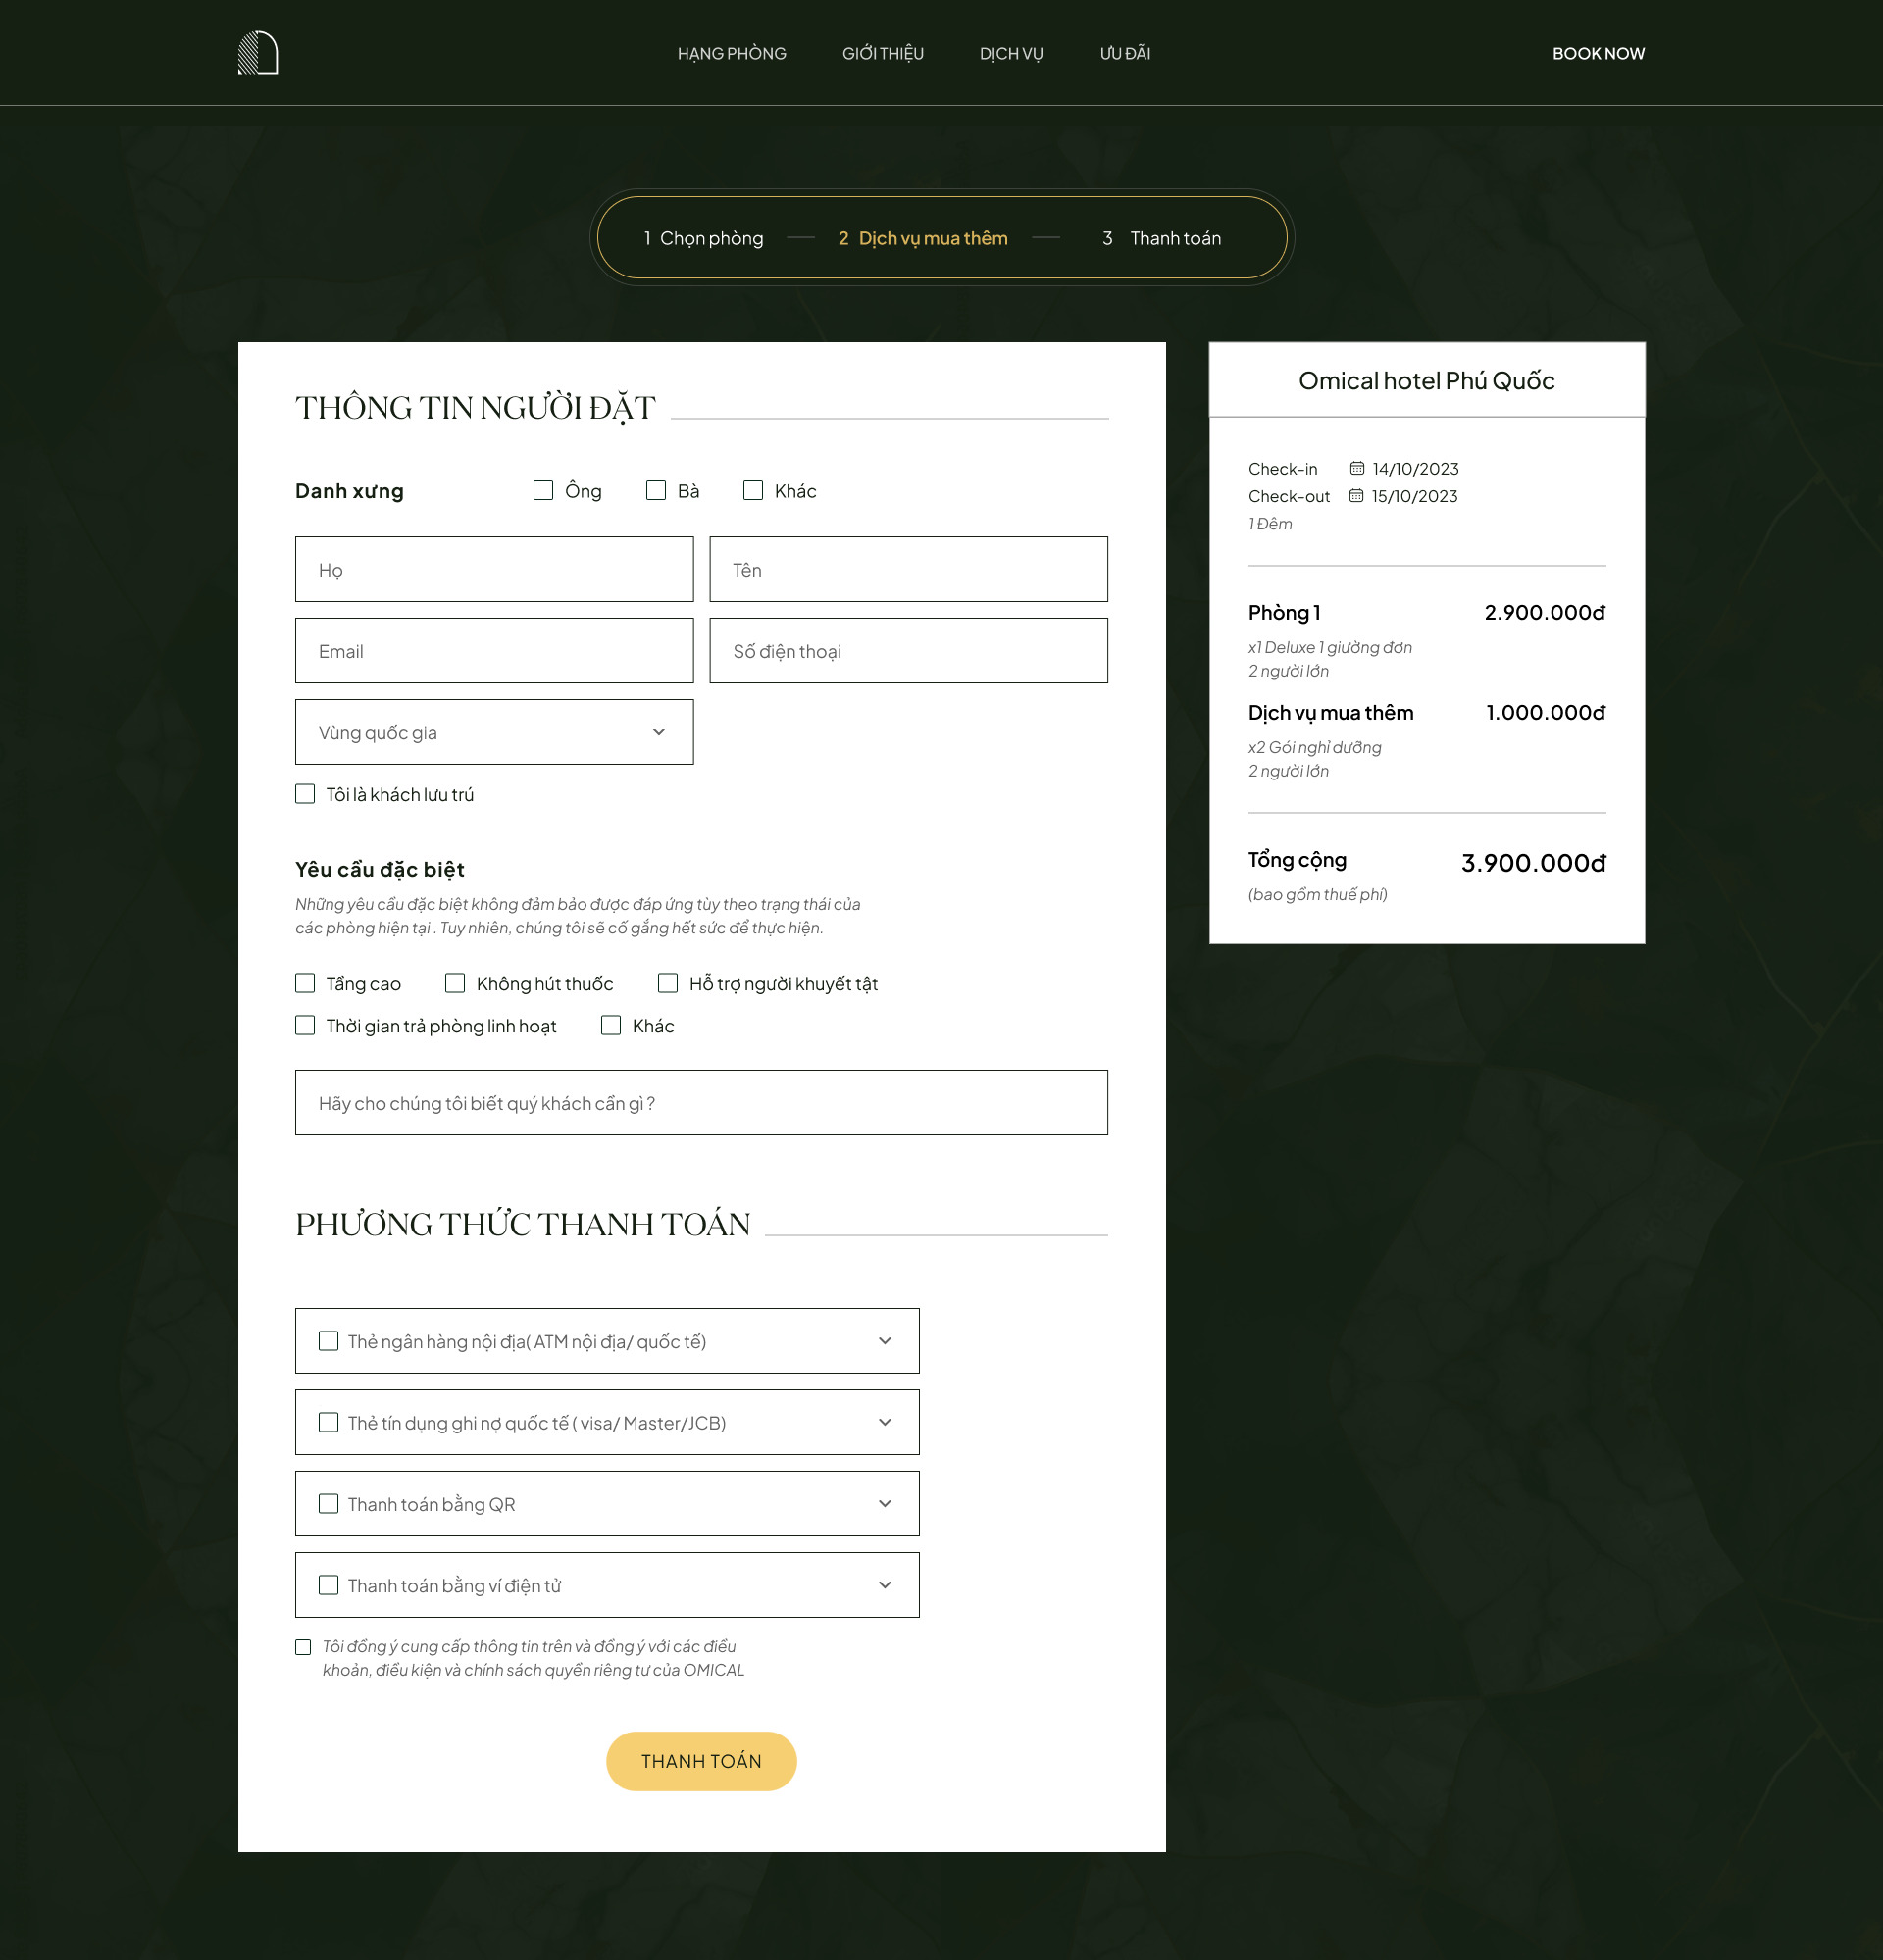 HẠNG PHÒNG GIỚI THIỆU DỊCH VỤ ƯU ĐÃI BOOK NOW
1 Chọn phòng 2 Dịch vụ mua thêm 3 Thanh toán
THÔNG TIN NGƯỜI ĐẶT
Danh xưng Ông Bà Khác
Họ Tên
Email Số điện thoại
Vùng quốc gia
Tôi là khách lưu trú
Yêu cầu đặc biệt
Những yêu cầu đặc biệt không đảm bảo được đáp ứng tùy theo trạng thái của
các phòng hiện tại . Tuy nhiên, chúng tôi sẽ cố gắng hết sức để thực hiện.
Tầng cao Không hút thuốc Hỗ trợ người khuyết tật
Thời gian trả phòng linh hoạt Khác
Hãy cho chúng tôi biết quý khách cần gì ?
PHƯƠNG THỨC THANH TOÁN
Thẻ ngân hàng nội địa( ATM nội địa/ quốc tế)
Thẻ tín dụng ghi nợ quốc tế ( visa/ Master/JCB)
Thanh toán bằng QR
Thanh toán bằng ví điện tử
Tôi đồng ý cung cấp thông tin trên và đồng ý với các điều
khoản, điều kiện và chính sách quyền riêng tư của OMICAL
THANH TOÁN
Omical hotel Phú Quốc
Check-in 14/10/2023
Check-out 15/10/2023
1 Đêm
Phòng 1 2.900.000đ
x1 Deluxe 1 giường đơn
2 người lớn
Dịch vụ mua thêm 1.000.000đ
x2 Gói nghỉ dưỡng
2 người lớn
Tổng cộng 3.900.000đ
(bao gồm thuế phí)